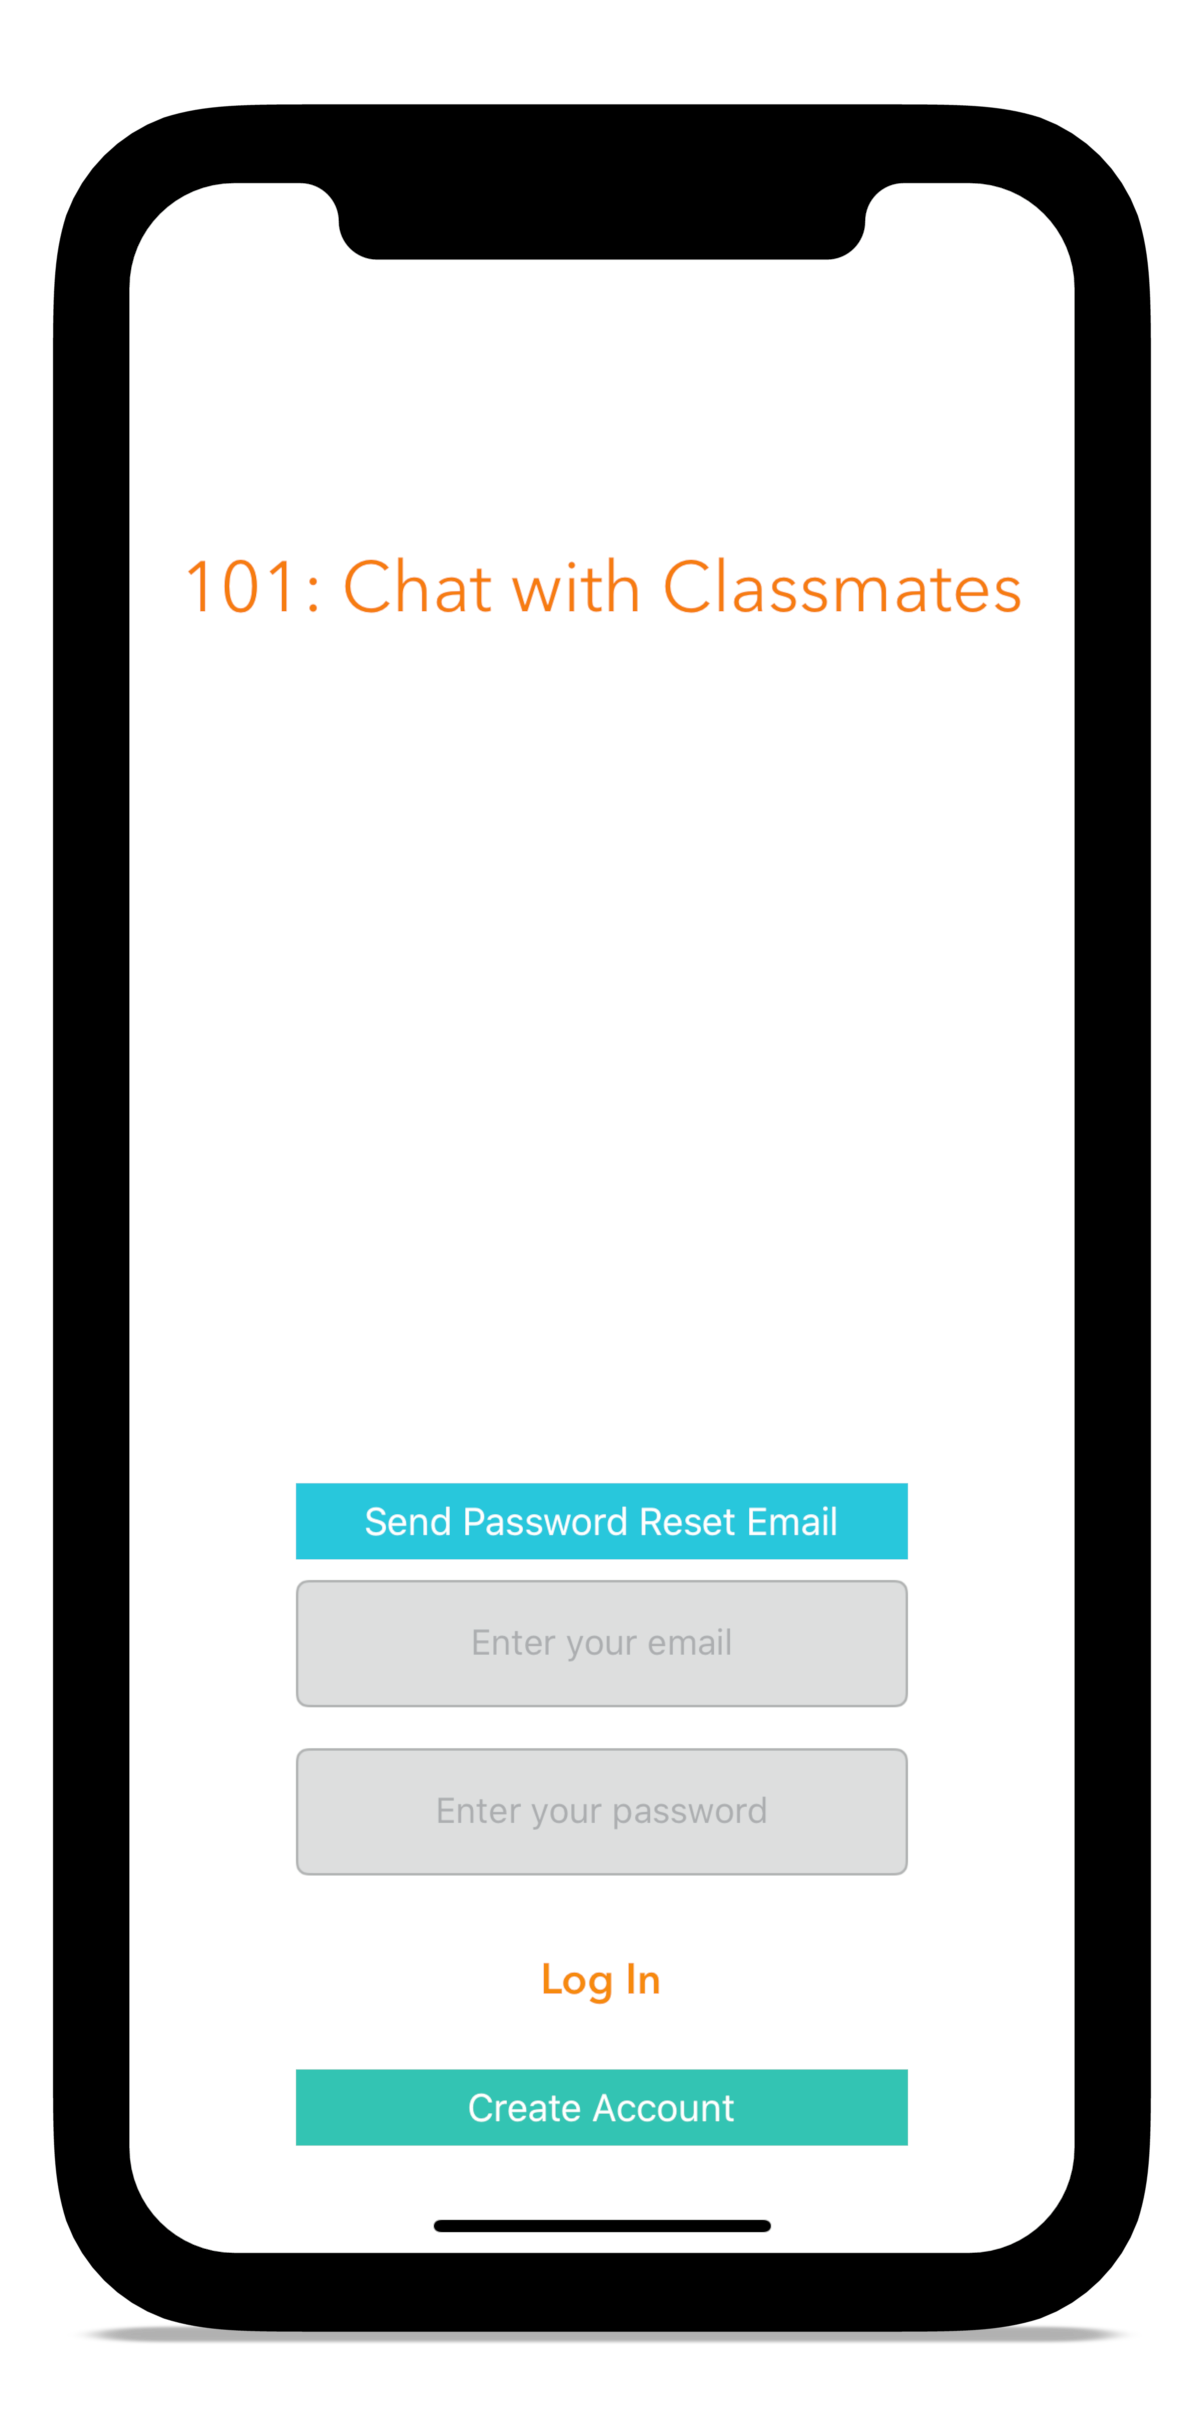 101: Chat with Classmates
Send Password Reset Email
Enter your email
Enter your password
Log In
Create Account